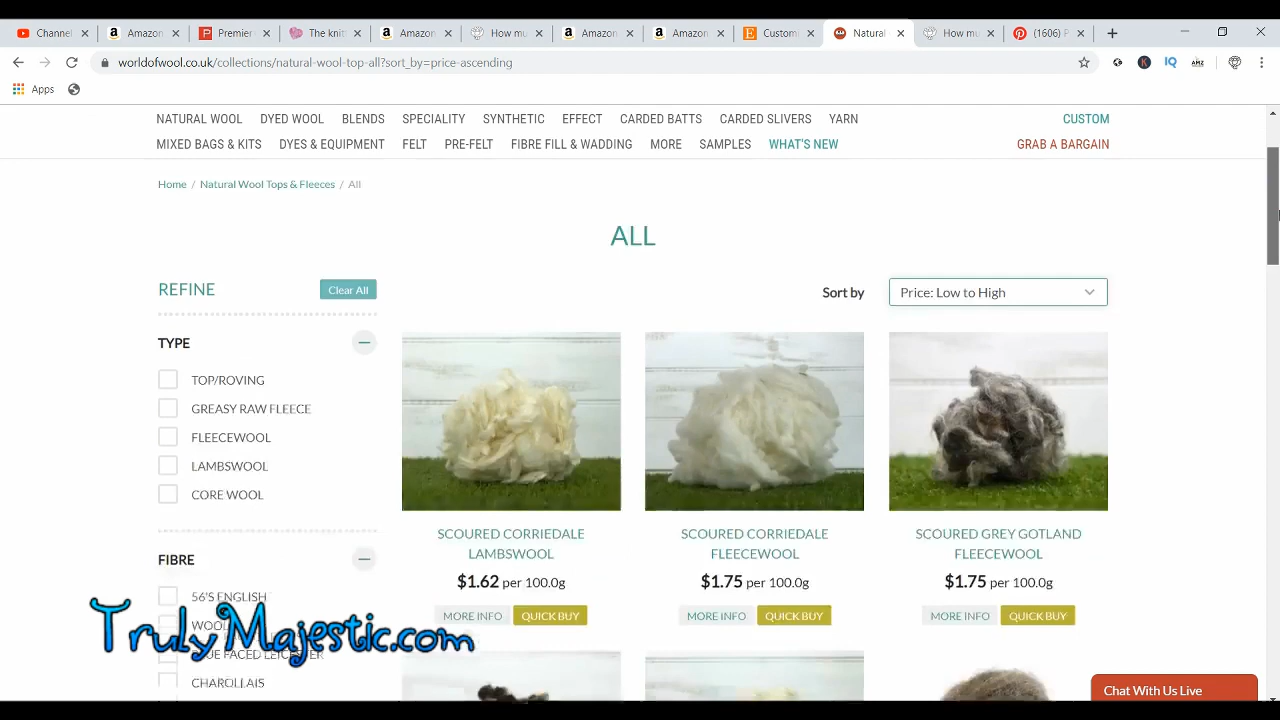 Channel
Amazon
Premier
The knit
Amazon
How mu
Amazon
Amazon
Custom
Natural
How mu
(1606) P
worldofwool.co.uk/collections/natural-wool-top-all?sort_by=price-ascending
Apps
NATURAL WOOL DYED WOOL BLENDS SPECIALITY SYNTHETIC EFFECT CARDED BATTS CARDED SLIVERS YARN CUSTOM
MIXED BAGS & KITS DYES & EQUIPMENT FELT PRE-FELT FIBRE FILL & WADDING MORE SAMPLES WHAT'S NEW GRAB A BARGAIN
Home / Natural Wool Tops & Fleeces / All
ALL
REFINE
Clear All
Sort by
Price: Low to High
TYPE
TOP/ROVING
GREASY RAW FLEECE
FLEECEWOOL
LAMBSWOOL
CORE WOOL
FIBRE
56'S ENGLISH
CHAROLLAIS
SCOURED CORRIEDALE
LAMBSWOOL
$1.62 per 100.0g
MORE INFO QUICK BUY
SCOURED CORRIEDALE
FLEECEWOOL
$1.75 per 100.0g
MORE INFO QUICK BUY
SCOURED GREY GOTLAND
FLEECEWOOL
$1.75 per 100.0g
MORE INFO QUICK BUY
TrulyMajestic.com
Chat With Us Live